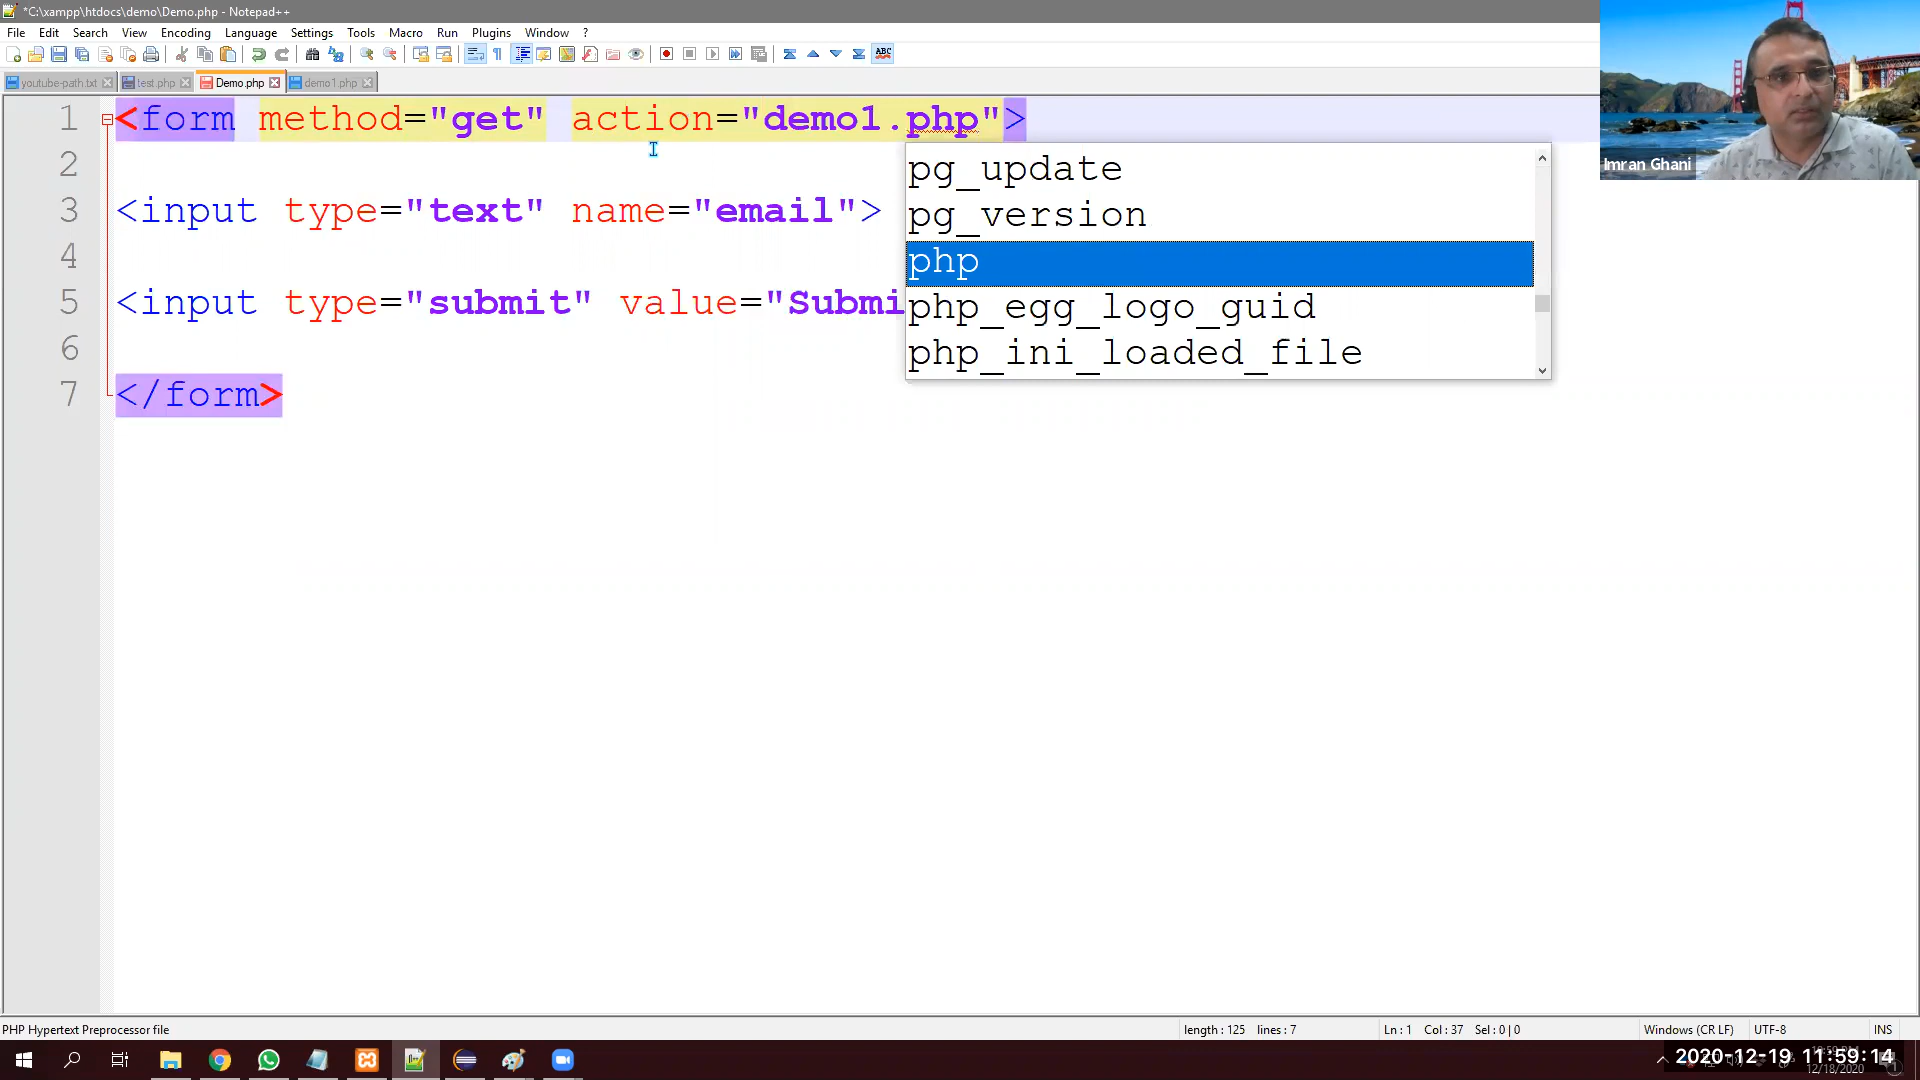 *C:\xampp\htdocs\demo\Demo.php - Notepad++
File Edit Search View Encoding Language Settings Tools Macro Run Plugins Window ?
youtube-path.txt test.php Demo.php demo1.php
1 <form method="get" action="demo1.php">
2
3 <input type="text" name="email">
4
5 <input type="submit" value="Submi
6
7 </form>
pg_update
pg_version
php
php_egg_logo_guid
php_ini_loaded_file
Imran Ghani
PHP Hypertext Preprocessor file length : 125 lines : 7 Ln : 1 Col : 37 Sel : 0 | 0 Windows (CR LF) UTF-8 INS
2020-12-19 11:59:14
12/18/2020